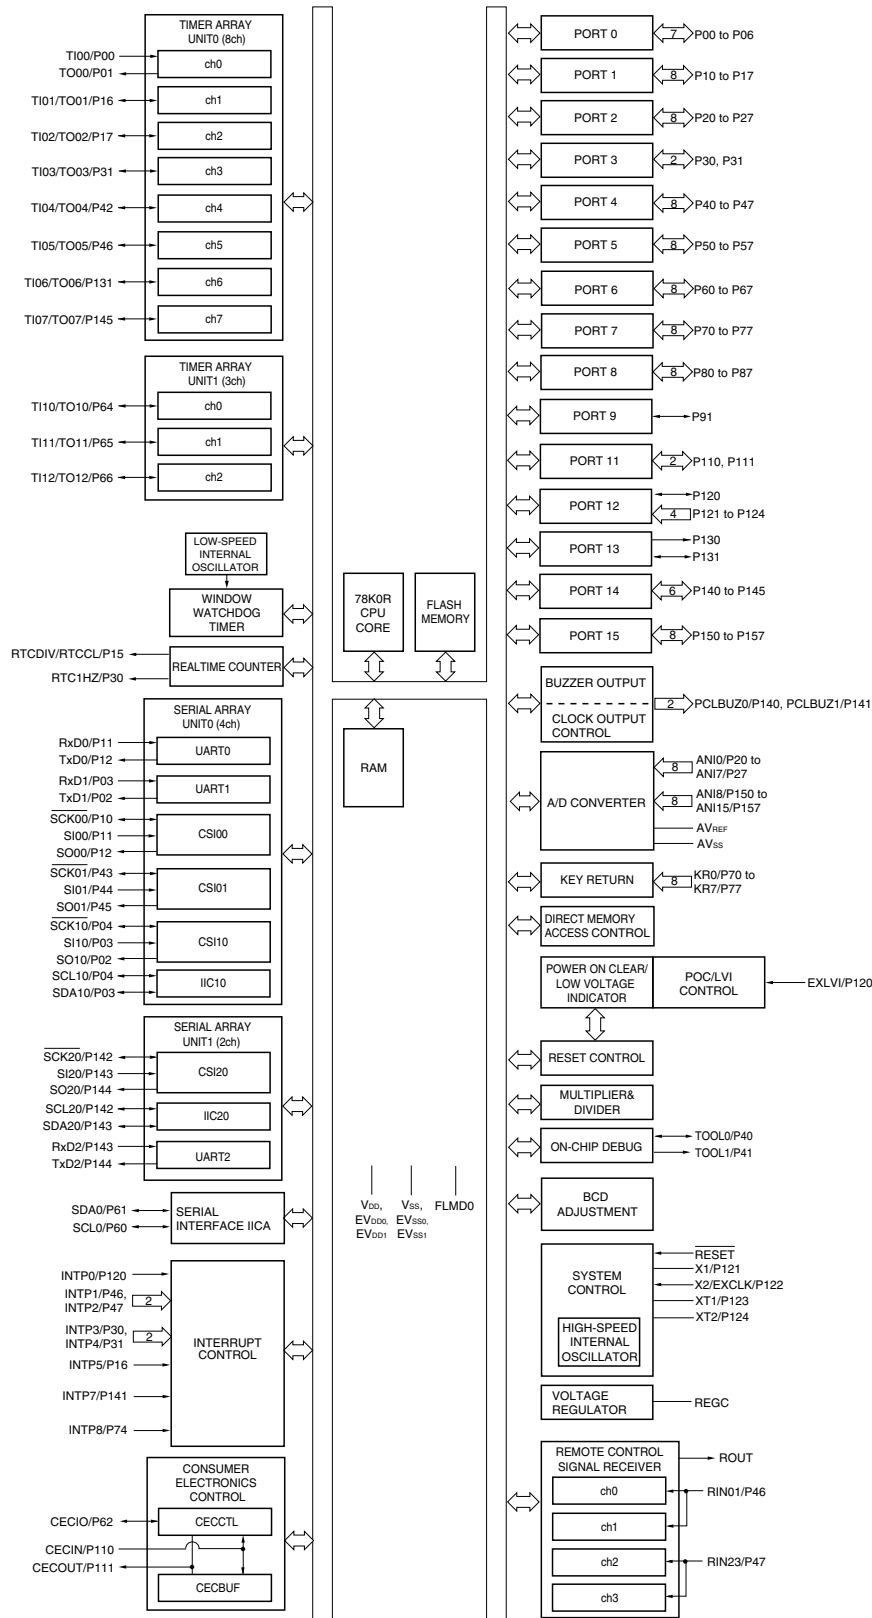 TIMER ARRAY
UNIT0 (8ch)
TI00/P00
TO00/P01
ch0
TI01/TO01/P16
ch1
TI02/TO02/P17
ch2
TI03/TO03/P31
ch3
TI04/TO04/P42
ch4
TI05/TO05/P46
ch5
TI06/TO06/P131
ch6
TI07/TO07/P145
ch7
TIMER ARRAY
UNIT1 (3ch)
TI10/TO10/P64
ch0
TI11/TO11/P65
ch1
TI12/TO12/P66
ch2
LOW-SPEED
INTERNAL
OSCILLATOR
WINDOW
WATCHDOG
TIMER
RTCDIV/RTCCL/P15
RTC1HZ/P30
REALTIME COUNTER
SERIAL ARRAY
UNIT0 (4ch)
RxD0/P11
TxD0/P12
UART0
RxD1/P03
TxD1/P02
UART1
SCK00/P10
SI00/P11
SO00/P12
CSI00
SCK01/P43
SI01/P44
SO01/P45
CSI01
SCK10/P04
SI10/P03
SO10/P02
CSI10
SCL10/P04
SDA10/P03
IIC10
SERIAL ARRAY
UNIT1 (2ch)
SCK20/P142
SI20/P143
SO20/P144
CSI20
SCL20/P142
SDA20/P143
IIC20
RxD2/P143
TxD2/P144
UART2
SDA0/P61
SCL0/P60
SERIAL
INTERFACE IICA
INTP0/P120
INTP1/P46,
INTP2/P47
2
INTP3/P30,
INTP4/P31
2
INTP5/P16
INTP7/P141
INTP8/P74
INTERRUPT
CONTROL
CONSUMER
ELECTRONICS
CONTROL
CECIO/P62
CECCTL
CECIN/P110
CECOUT/P111
CECBUF
78K0R
CPU
CORE
FLASH
MEMORY
RAM
VDD,
EVDD0,
EVDD1
VSS,
EVSS0,
EVSS1
FLMD0
PORT 0
7
P00 to P06
PORT 1
8
P10 to P17
PORT 2
8
P20 to P27
PORT 3
2
P30, P31
PORT 4
8
P40 to P47
PORT 5
8
P50 to P57
PORT 6
8
P60 to P67
PORT 7
8
P70 to P77
PORT 8
8
P80 to P87
PORT 9
P91
PORT 11
2
P110, P111
PORT 12
P120
4
P121 to P124
PORT 13
P130
P131
PORT 14
6
P140 to P145
PORT 15
8
P150 to P157
BUZZER OUTPUT
CLOCK OUTPUT
CONTROL
2
PCLBUZ0/P140, PCLBUZ1/P141
A/D CONVERTER
8
ANI0/P20 to
ANI7/P27
8
ANI8/P150 to
ANI15/P157
AVREF
AVSS
KEY RETURN
8
KR0/P70 to
KR7/P77
DIRECT MEMORY
ACCESS CONTROL
POWER ON CLEAR/
LOW VOLTAGE
INDICATOR
POC/LVI
CONTROL
EXLVI/P120
RESET CONTROL
MULTIPLIER&
DIVIDER
ON-CHIP DEBUG
TOOL0/P40
TOOL1/P41
BCD
ADJUSTMENT
SYSTEM
CONTROL
HIGH-SPEED
INTERNAL
OSCILLATOR
RESET
X1/P121
X2/EXCLK/P122
XT1/P123
XT2/P124
VOLTAGE
REGULATOR
REGC
REMOTE CONTROL
SIGNAL RECEIVER
ROUT
ch0
RIN01/P46
ch1
ch2
RIN23/P47
ch3